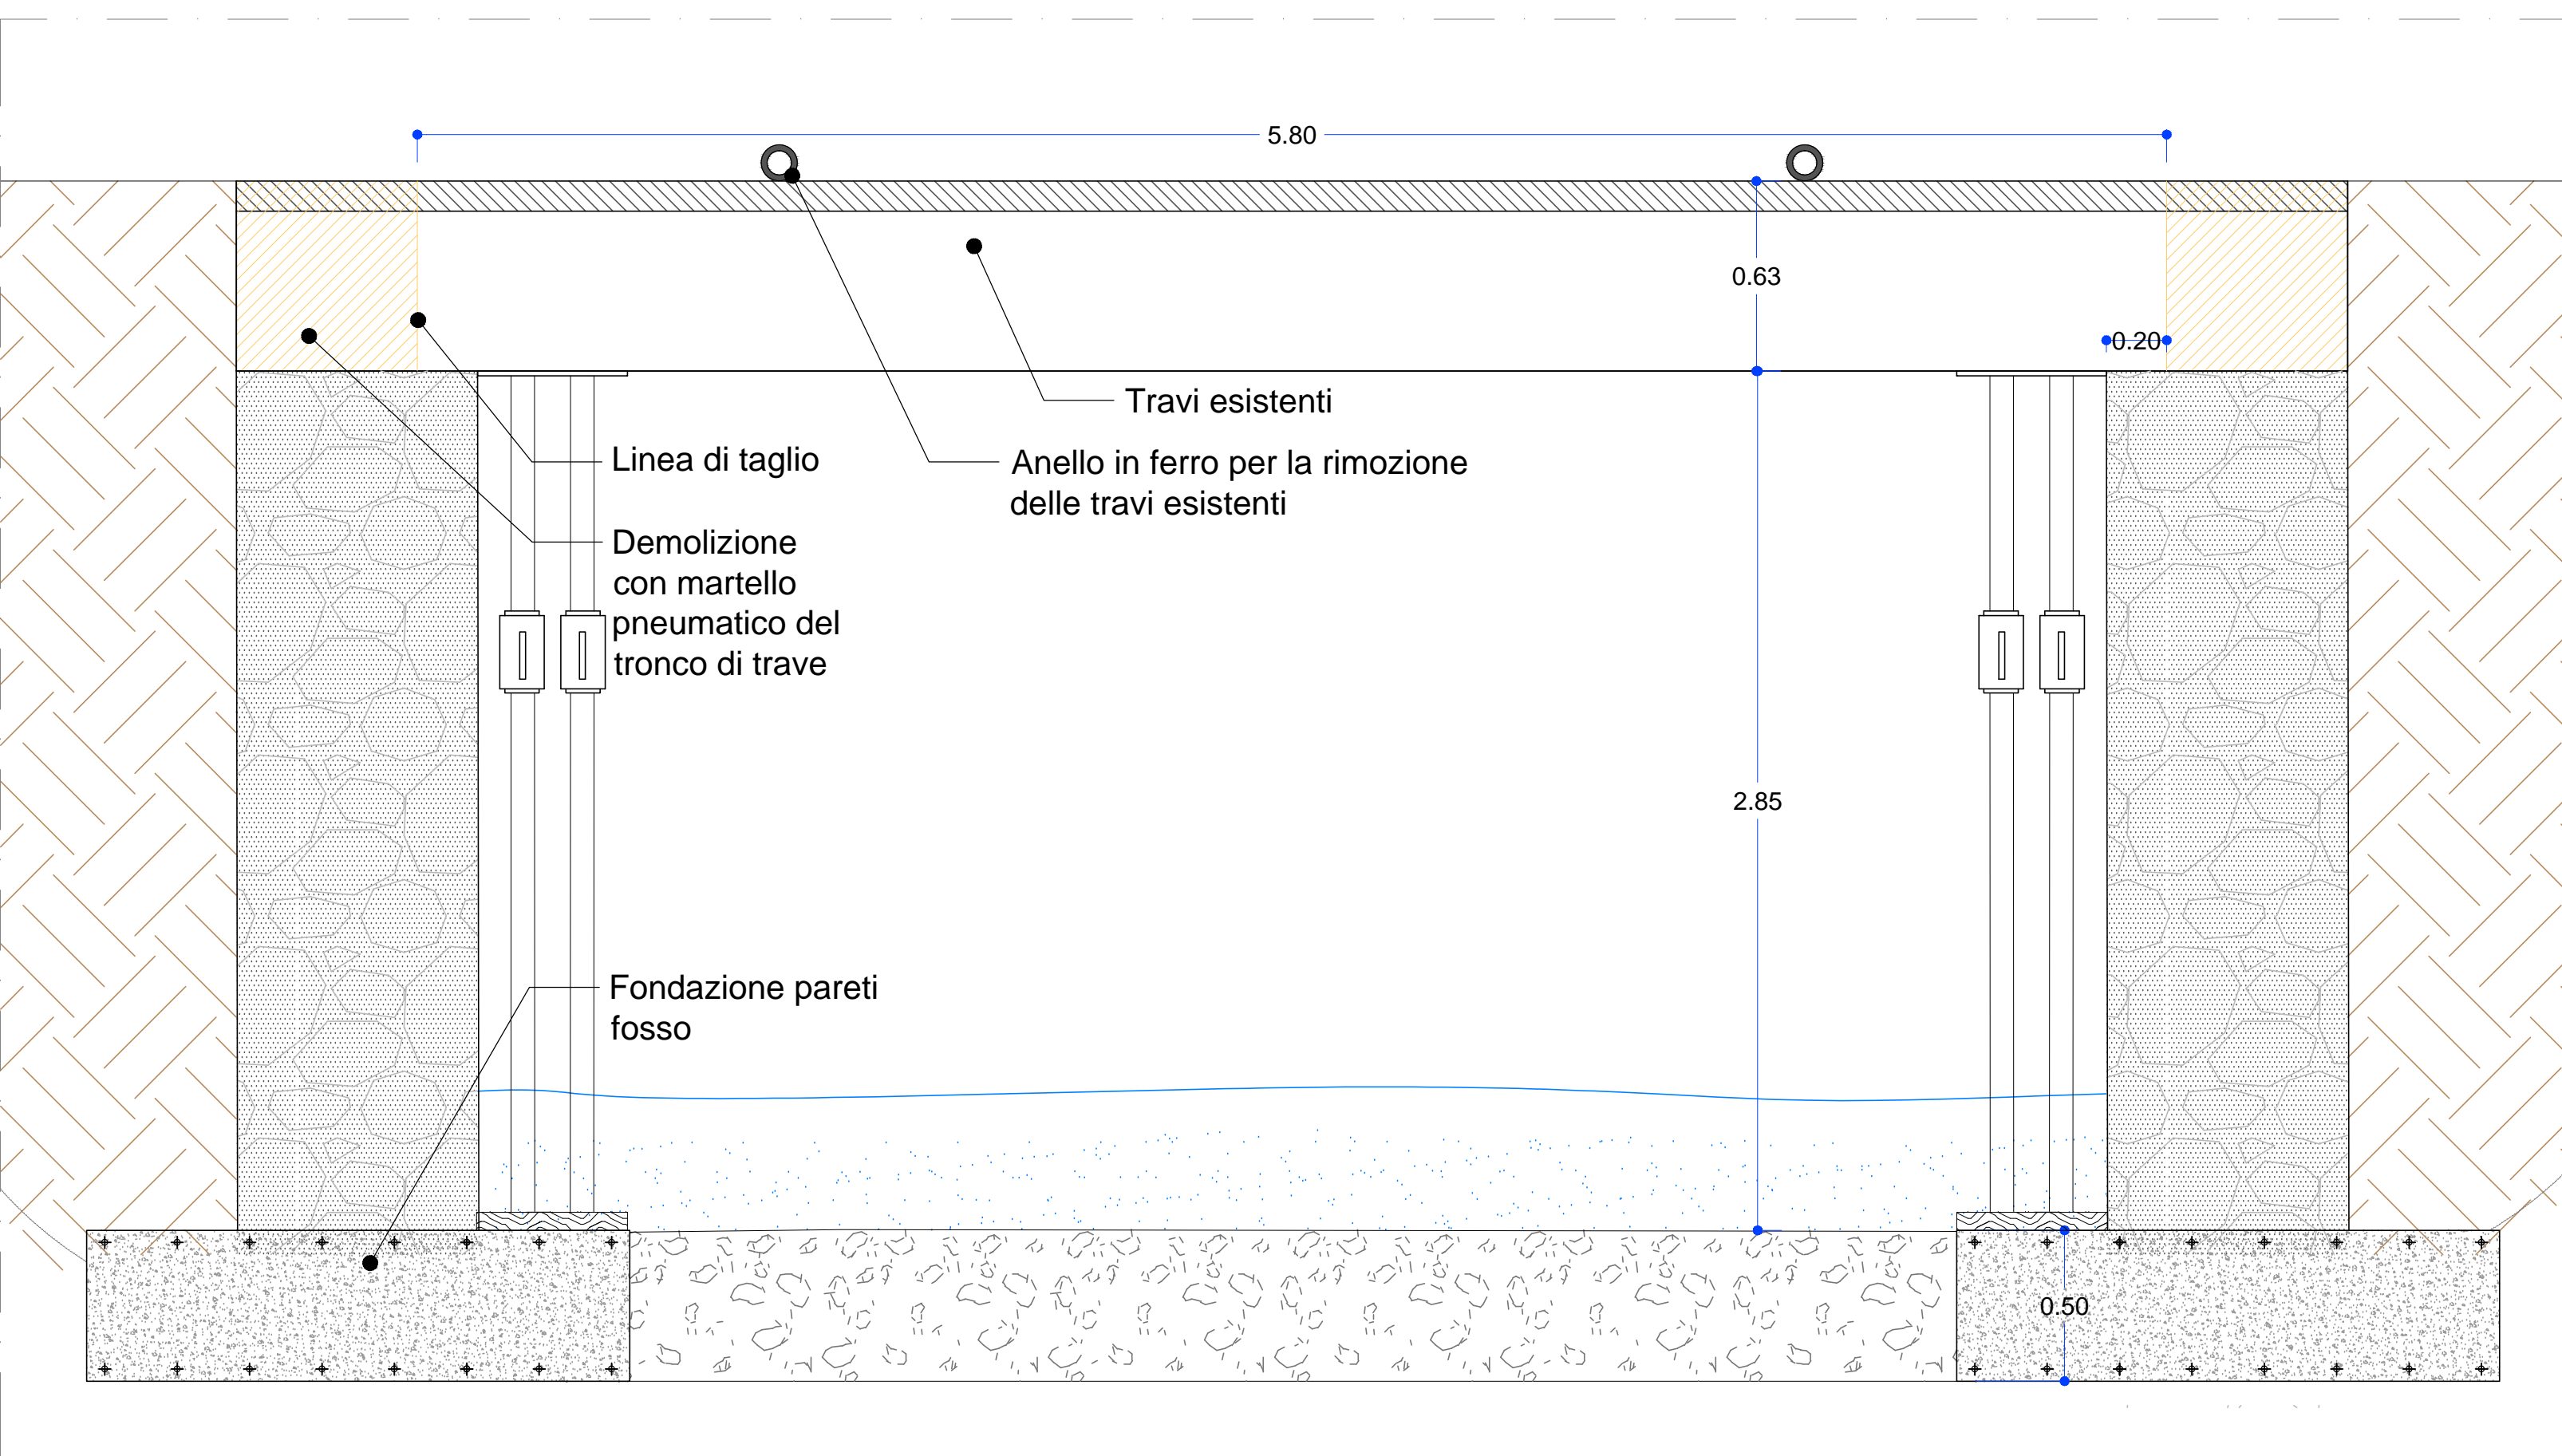 5.80
0.63
0.20
Travi esistenti
Linea di taglio
Anello in ferro per la rimozione
delle travi esistenti
Demolizione
con martello
pneumatico del
tronco di trave
2.85
Fondazione pareti
fosso
0.50